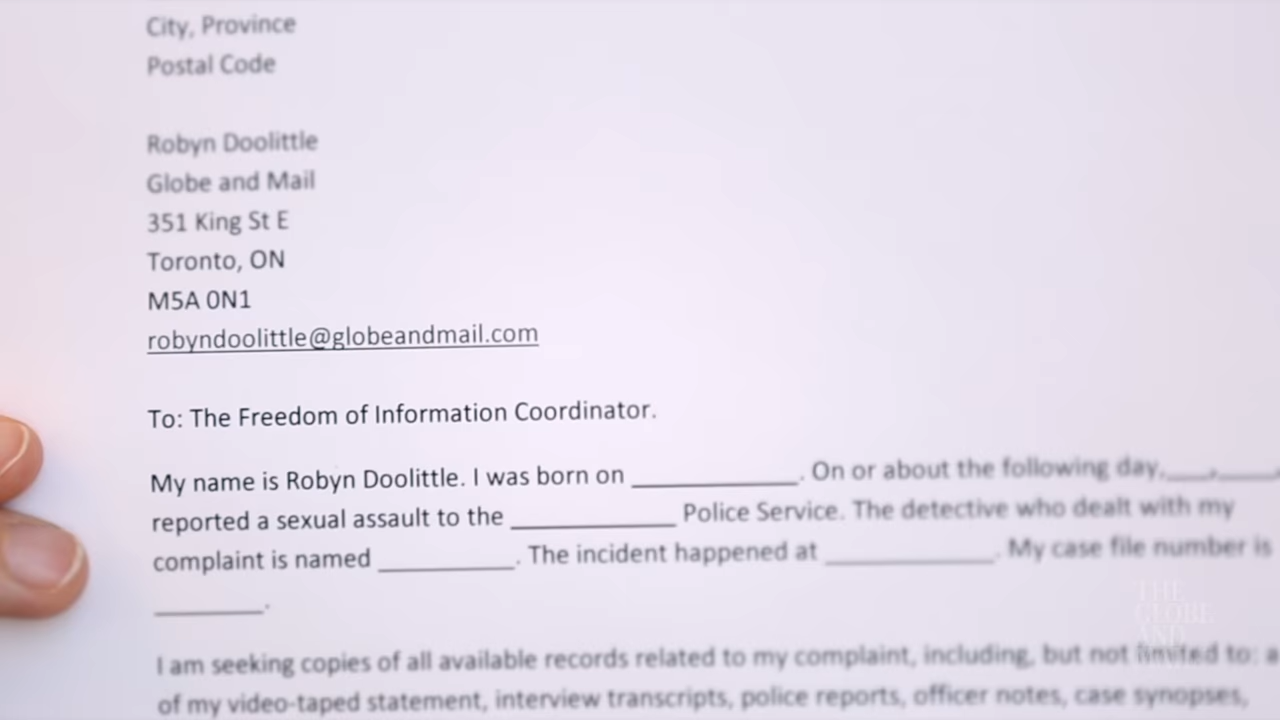 City, Province
Postal Code
Robyn Doolittle
Globe and Mail
351 King St E
Toronto, ON
M5A 0N1
robyndoolittle@globeandmail.com
To: The Freedom of Information Coordinator.
My name is Robyn Doolittle. I was born on ____________. On or about the following day,___,_____,
reported a sexual assault to the ____________ Police Service. The detective who dealt with my
complaint is named __________. The incident happened at ____________. My case file number is
________.
THE
GLOBE
AND
I am seeking copies of all available records related to my complaint, including, but not limited to: a
of my video-taped statement, interview transcripts, police reports, officer notes, case synopses,